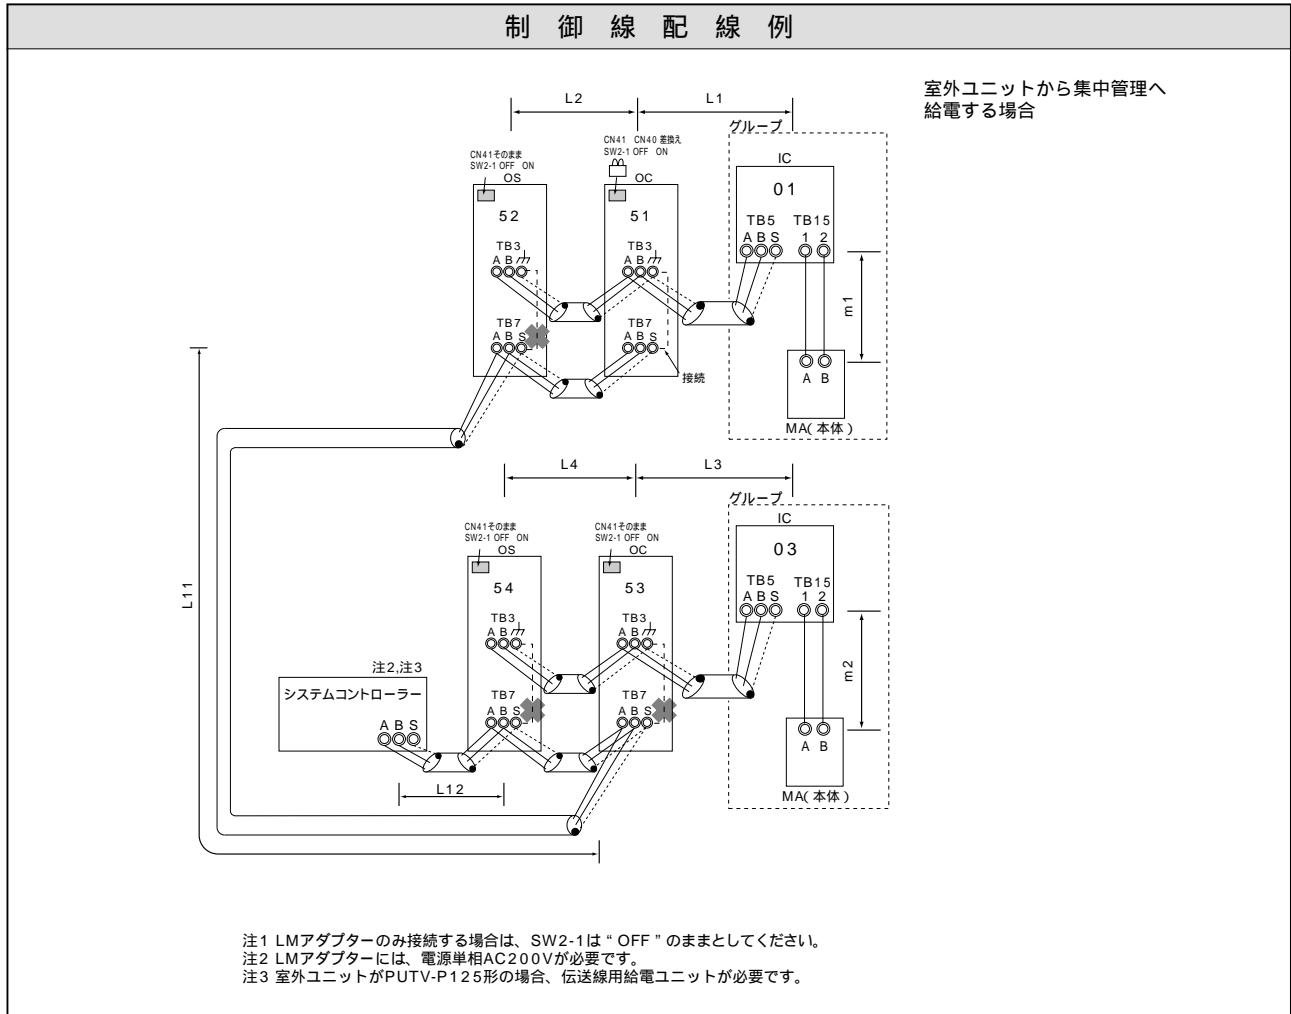 制御線配線例
室外ユニットから集中管理へ
給電する場合
L2
L1
グループ
CN41 CN40 差換え
SW2-1 OFF ON
CN41そのまま
SW2-1 OFF ON
OS
OC
IC
52
51
01
TB3
A B
TB3
A B
TB5
A B S
TB15
1 2
TB7
A B S
TB7
A B S
接続
m1
A B
MA(本体)
L4
L3
グループ
CN41そのまま
SW2-1 OFF ON
OS
CN41そのまま
SW2-1 OFF ON
OC
IC
54
53
03
TB3
A B
TB3
A B
TB5
A B S
TB15
1 2
L11
注2,注3
システムコントローラー
A B S
TB7
A B S
TB7
A B S
m2
A B
MA(本体)
L12
注1 LMアダプターのみ接続する場合は、SW2-1は“OFF”のままとしてください。
注2 LMアダプターには、電源単相AC200Vが必要です。
注3 室外ユニットがPUTV-P125形の場合、伝送線用給電ユニットが必要です。